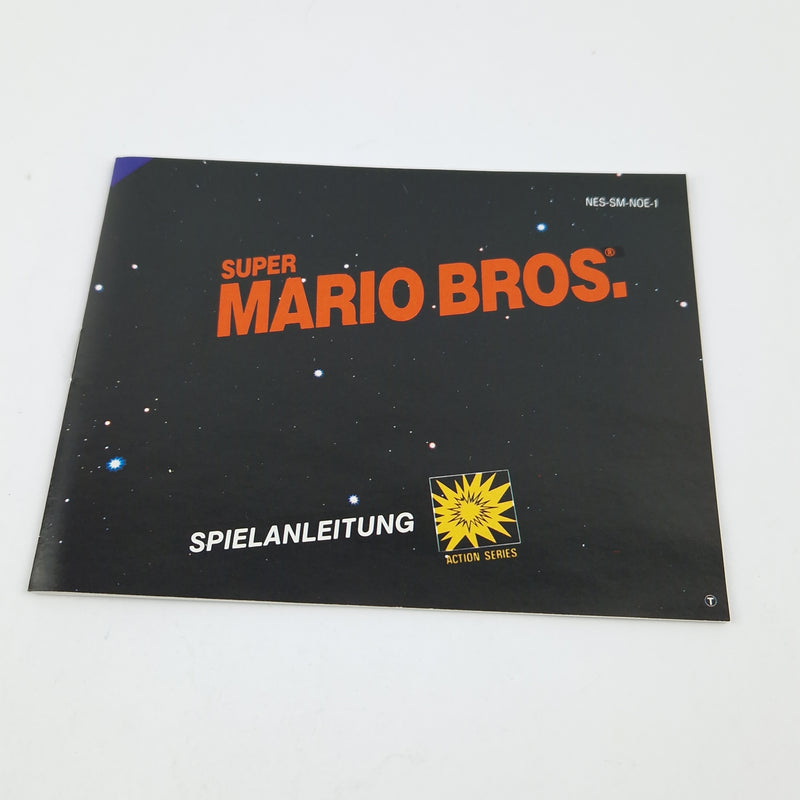 NES-SM-NOE-1
SUPER
MARIO BROS.®
SPIELANLEITUNG
ACTION SERIES
T